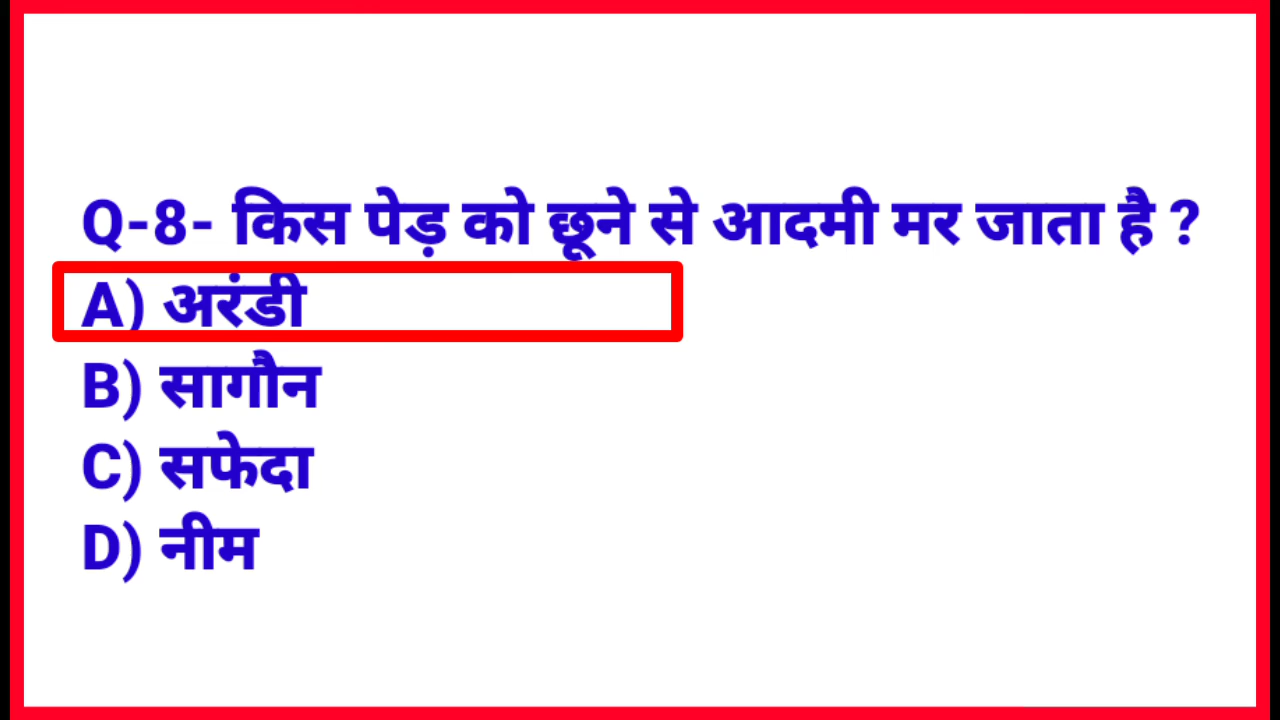 Q-8- किस पेड़ को छूने से आदमी मर जाता है ?
A) अरंडी
B) सागौन
C) सफेदा
D) नीम